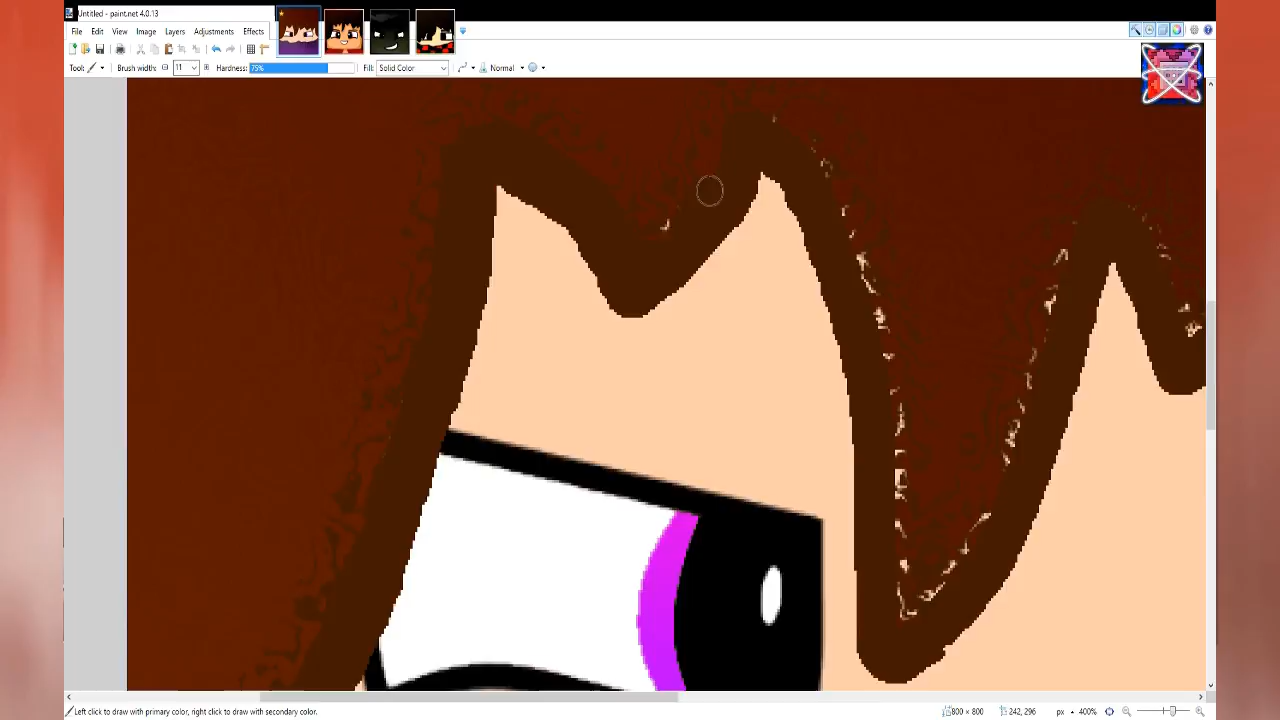 Untitled - paint.net 4.0.13
File Edit View Image Layers Adjustments Effects
Tool: Brush width: 11 Hardness: 75% Fill: Solid Color Normal
Left click to draw with primary color, right click to draw with secondary color. 800 × 800 242, 296 px 400%